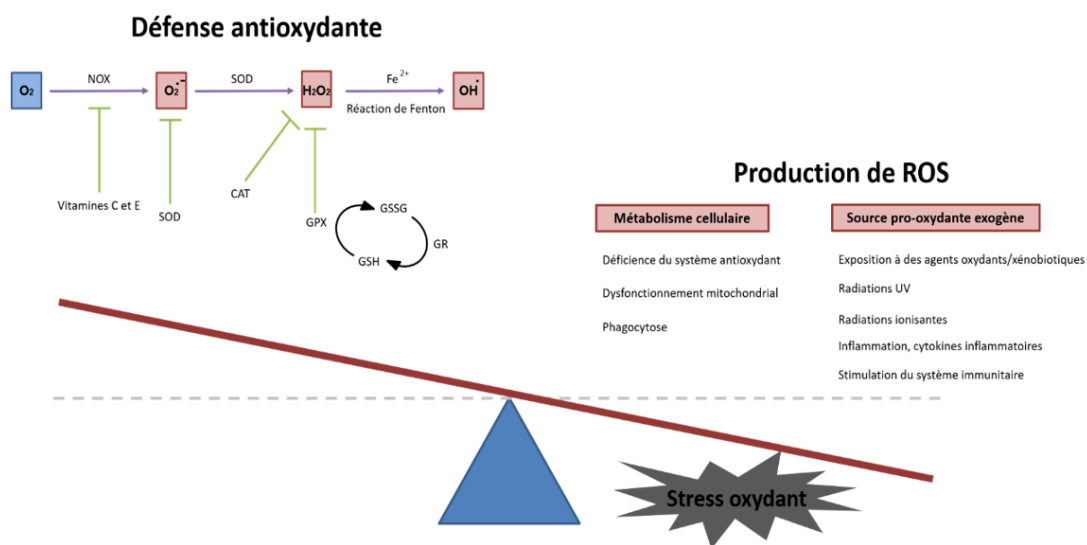 Défense antioxydante
O₂
NOX
O₂•⁻
SOD
H₂O₂
Fe²⁺
Réaction de Fenton
OH•
Vitamines C et E
SOD
CAT
GPX
GSSG
GR
GSH
Production de ROS
Métabolisme cellulaire
Déficience du système antioxydant
Dysfonctionnement mitochondrial
Phagocytose
Source pro-oxydante exogène
Exposition à des agents oxydants/xénobiotiques
Radiations UV
Radiations ionisantes
Inflammation, cytokines inflammatoires
Stimulation du système immunitaire
Stress oxydant